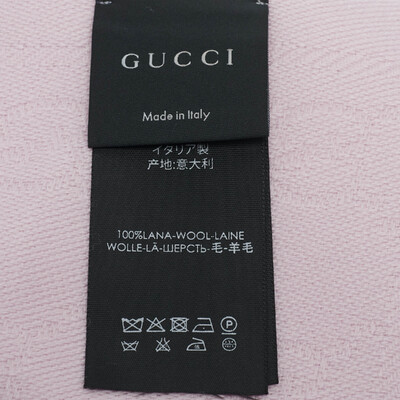 GUCCI
Made in Italy
イタリア製
产地:意大利
100%LANA-WOOL-LAINE
WOLLE-LÃ-ШЕРСТЬ-毛-羊毛